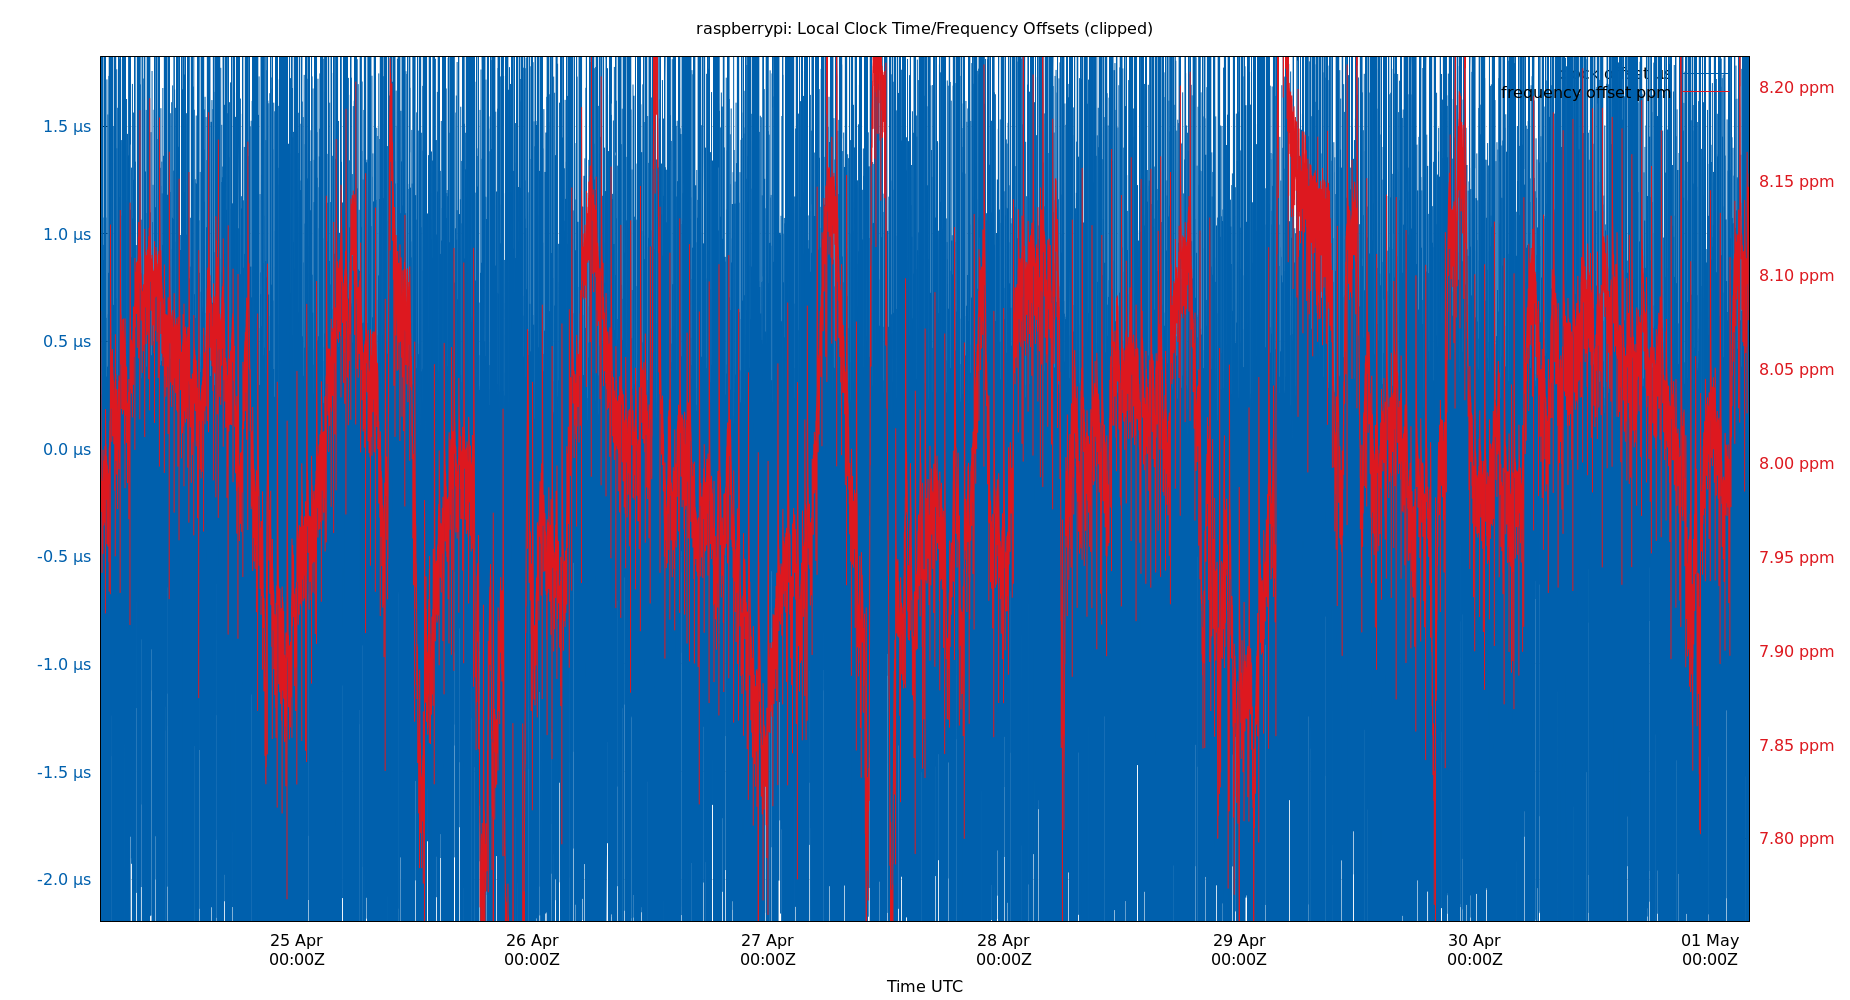 raspberrypi: Local Clock Time/Frequency Offsets (clipped)
clock offset µs
frequency offset ppm
1.5 µs
1.0 µs
0.5 µs
0.0 µs
-0.5 µs
-1.0 µs
-1.5 µs
-2.0 µs
8.20 ppm
8.15 ppm
8.10 ppm
8.05 ppm
8.00 ppm
7.95 ppm
7.90 ppm
7.85 ppm
7.80 ppm
25 Apr 26 Apr 27 Apr 28 Apr 29 Apr 30 Apr 01 May
00:00Z 00:00Z 00:00Z 00:00Z 00:00Z 00:00Z 00:00Z
Time UTC